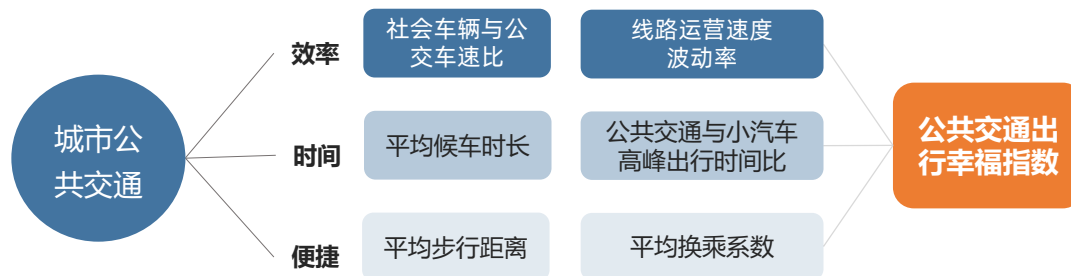 城市公
共交通
效率
社会车辆与公
交车速比
线路运营速度
波动率
时间
平均候车时长
公共交通与小汽车
高峰出行时间比
便捷
平均步行距离
平均换乘系数
公共交通出
行幸福指数